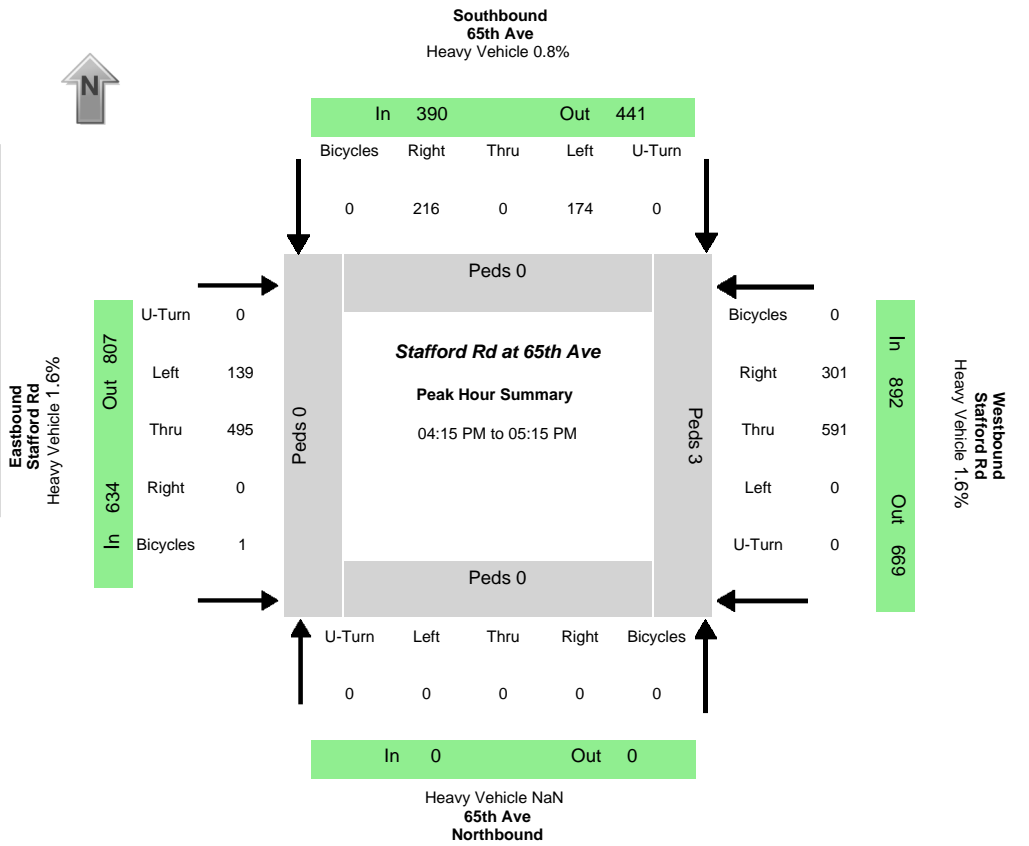 Southbound
65th Ave
Heavy Vehicle 0.8%
N
In 390 Out 441
Bicycles Right Thru Left U-Turn
0 216 0 174 0
Peds 0
Eastbound
Stafford Rd
Heavy Vehicle 1.6%
In 634 Out 807
U-Turn 0
Left 139
Thru 495
Right 0
Bicycles 1
Peds 0
Stafford Rd at 65th Ave
Peak Hour Summary
04:15 PM to 05:15 PM
Peds 3
Bicycles 0
Right 301
Thru 591
Left 0
U-Turn 0
In 892 Out 669
Westbound
Stafford Rd
Heavy Vehicle 1.6%
Peds 0
U-Turn Left Thru Right Bicycles
0 0 0 0 0
In 0 Out 0
Heavy Vehicle NaN
65th Ave
Northbound